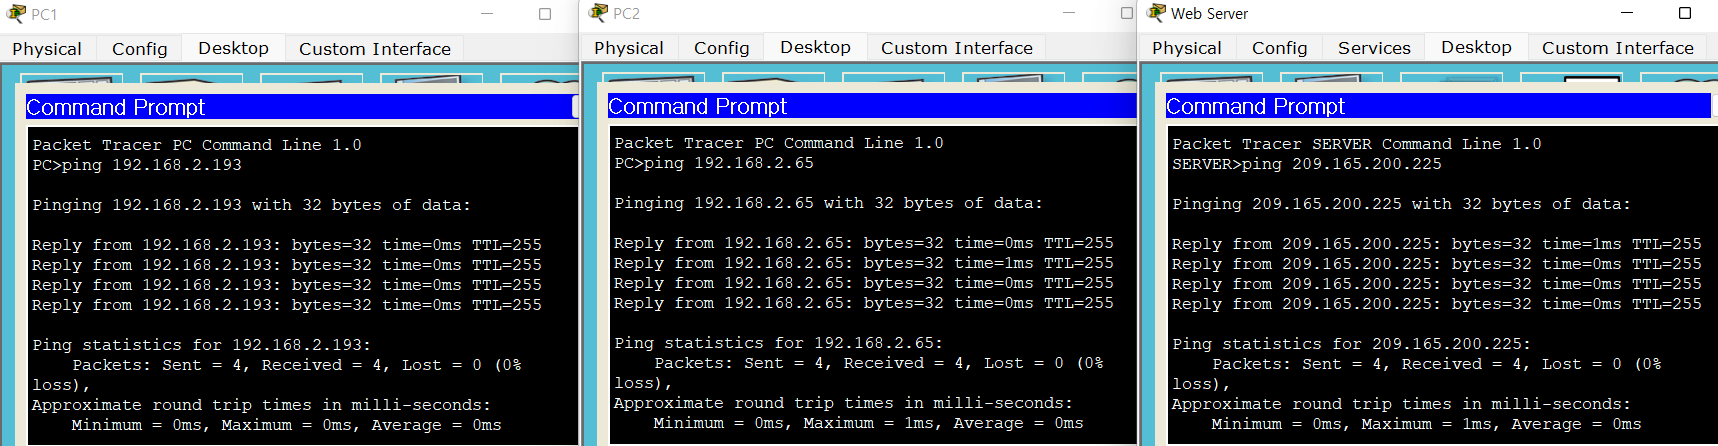 PC1
Physical Config Desktop Custom Interface
Command Prompt
Packet Tracer PC Command Line 1.0
PC>ping 192.168.2.193
Pinging 192.168.2.193 with 32 bytes of data:
Reply from 192.168.2.193: bytes=32 time=0ms TTL=255
Reply from 192.168.2.193: bytes=32 time=0ms TTL=255
Reply from 192.168.2.193: bytes=32 time=0ms TTL=255
Reply from 192.168.2.193: bytes=32 time=0ms TTL=255
Ping statistics for 192.168.2.193:
Packets: Sent = 4, Received = 4, Lost = 0 (0%
loss),
Approximate round trip times in milli-seconds:
Minimum = 0ms, Maximum = 0ms, Average = 0ms
PC2
Physical Config Desktop Custom Interface
Command Prompt
Packet Tracer PC Command Line 1.0
PC>ping 192.168.2.65
Pinging 192.168.2.65 with 32 bytes of data:
Reply from 192.168.2.65: bytes=32 time=0ms TTL=255
Reply from 192.168.2.65: bytes=32 time=1ms TTL=255
Reply from 192.168.2.65: bytes=32 time=0ms TTL=255
Reply from 192.168.2.65: bytes=32 time=0ms TTL=255
Ping statistics for 192.168.2.65:
Packets: Sent = 4, Received = 4, Lost = 0 (0%
loss),
Approximate round trip times in milli-seconds:
Minimum = 0ms, Maximum = 1ms, Average = 0ms
Web Server
Physical Config Services Desktop Custom Interface
Command Prompt
Packet Tracer SERVER Command Line 1.0
SERVER>ping 209.165.200.225
Pinging 209.165.200.225 with 32 bytes of data:
Reply from 209.165.200.225: bytes=32 time=1ms TTL=255
Reply from 209.165.200.225: bytes=32 time=0ms TTL=255
Reply from 209.165.200.225: bytes=32 time=0ms TTL=255
Reply from 209.165.200.225: bytes=32 time=0ms TTL=255
Ping statistics for 209.165.200.225:
Packets: Sent = 4, Received = 4, Lost = 0 (0%
loss),
Approximate round trip times in milli-seconds:
Minimum = 0ms, Maximum = 1ms, Average = 0ms